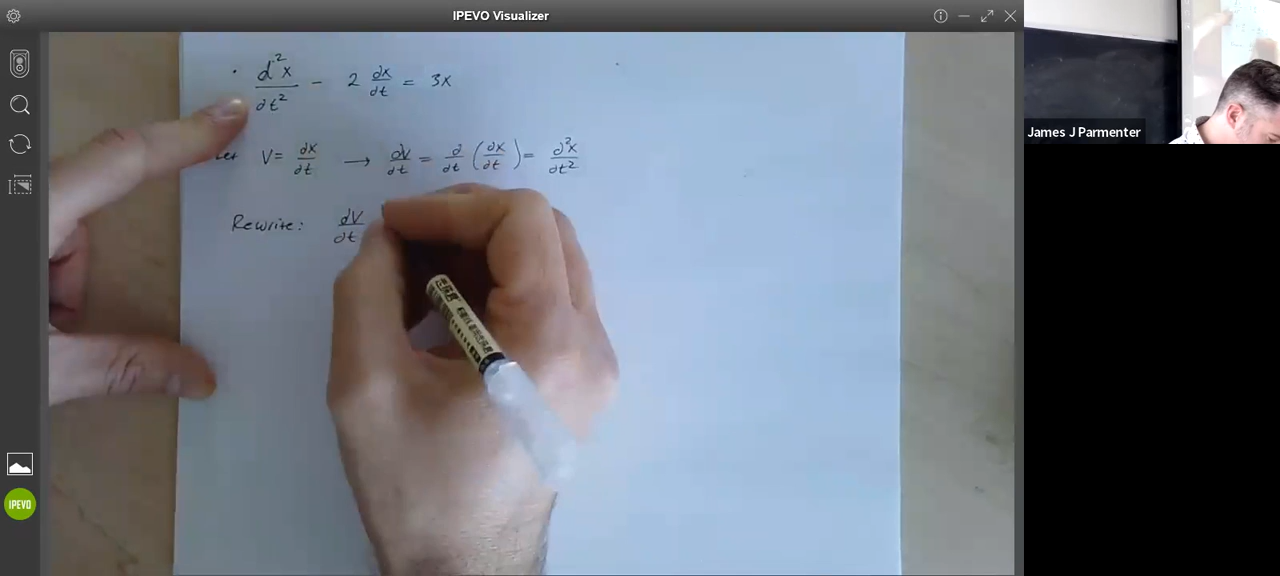 IPEVO Visualizer
d²x/dt² - 2 dx/dt = 3x
Let V = dx/dt → dV/dt = d/dt (dx/dt) = d²x/dt²
Rewrite: dV/dt
James J Parmenter
IPEVO